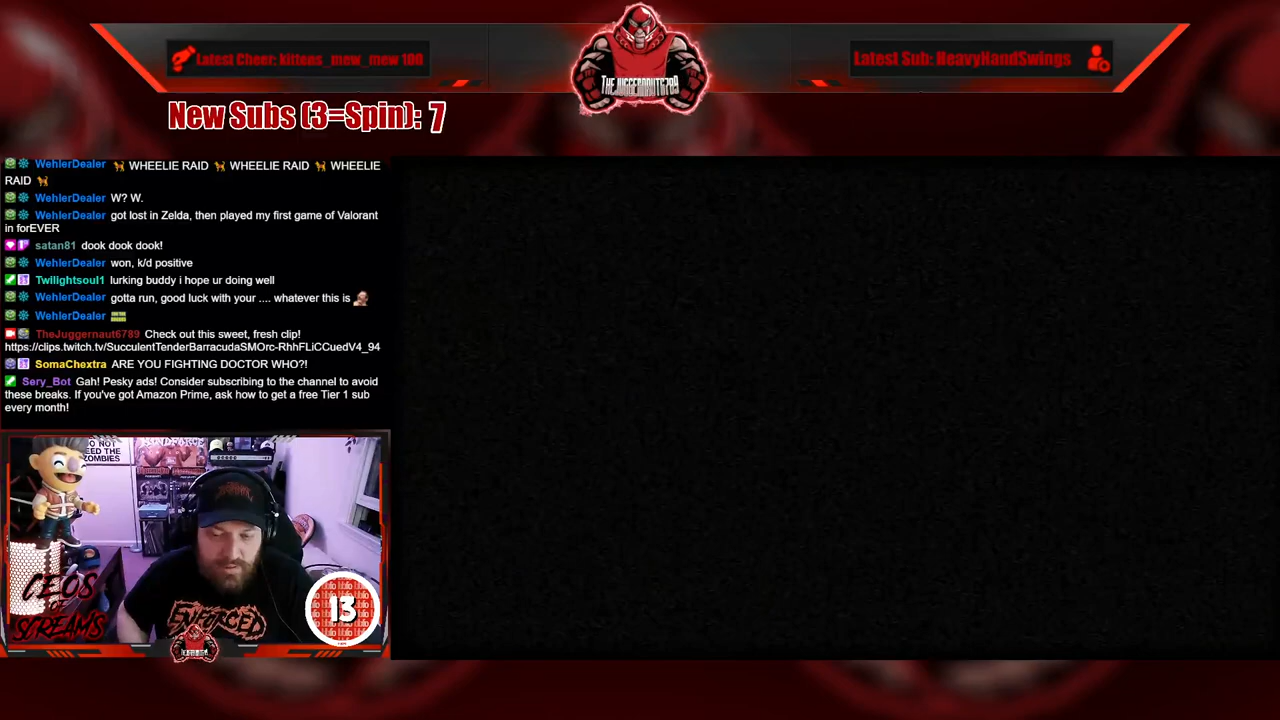 Latest Cheer: kittens_mew_mew 100
THEJUGGERNAUT6789
Latest Sub: HeavyHandSwings
New Subs (3=Spin): 7
WehlerDealer WHEELIE RAID WHEELIE RAID WHEELIE
RAID
WehlerDealer W? W.
WehlerDealer got lost in Zelda, then played my first game of Valorant
in forEVER
satan81 dook dook dook!
WehlerDealer won, k/d positive
Twilightsoul1 lurking buddy i hope ur doing well
WehlerDealer gotta run, good luck with your .... whatever this is
WehlerDealer
TheJuggernaut6789 Check out this sweet, fresh clip!
https://clips.twitch.tv/SucculentTenderBarracudaSMOrc-RhhFLiCCuedV4_94
SomaChextra ARE YOU FIGHTING DOCTOR WHO?!
Sery_Bot Gah! Pesky ads! Consider subscribing to the channel to avoid
these breaks. If you've got Amazon Prime, ask how to get a free Tier 1 sub
every month!
DO NOT
FEED THE
ZOMBIES
MINDFORCE
CEOS
OF
SCREAMS
ENFORCED
13